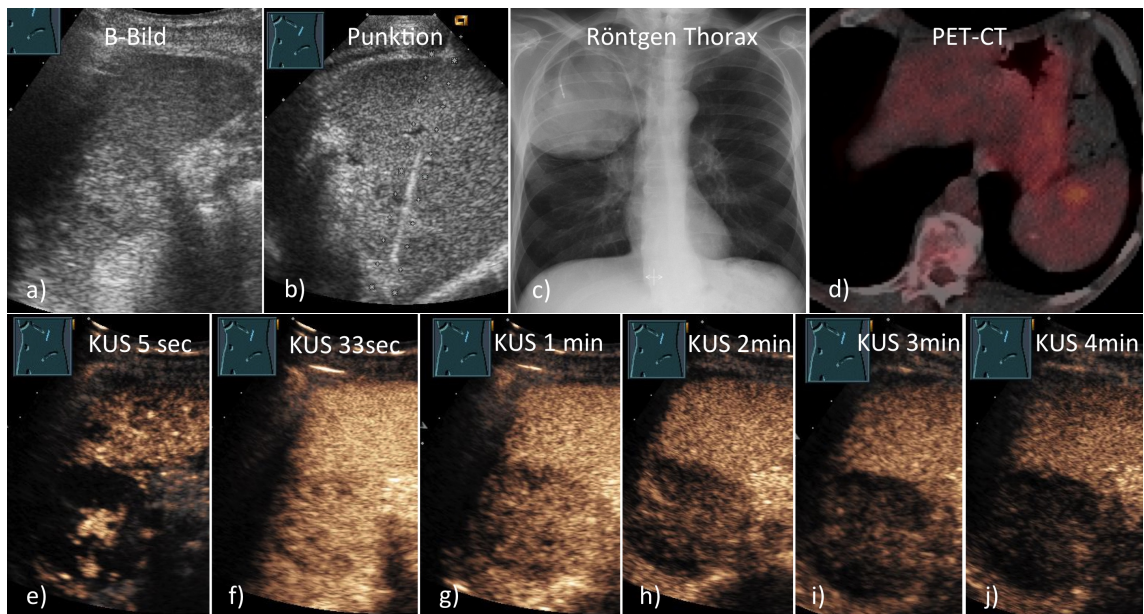 B-Bild
Punktion
Röntgen Thorax
PET-CT
a)
b)
c)
d)
KUS 5 sec
KUS 33sec
KUS 1 min
KUS 2min
KUS 3min
KUS 4min
e)
f)
g)
h)
i)
j)